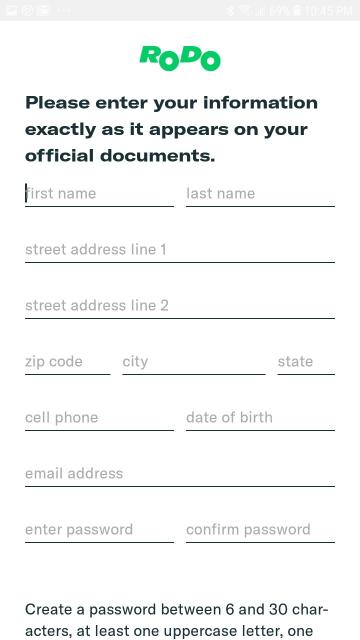 69% 10:45 PM
RODO
Please enter your information
exactly as it appears on your
official documents.
first name last name
street address line 1
street address line 2
zip code city state
cell phone date of birth
email address
enter password confirm password
Create a password between 6 and 30 char-
acters, at least one uppercase letter, one